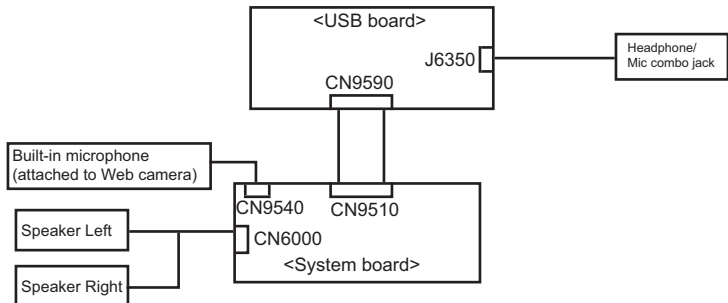 <USB board>
J6350
Headphone/
Mic combo jack
CN9590
Built-in microphone
(attached to Web camera)
CN9540
CN9510
Speaker Left
CN6000
<System board>
Speaker Right